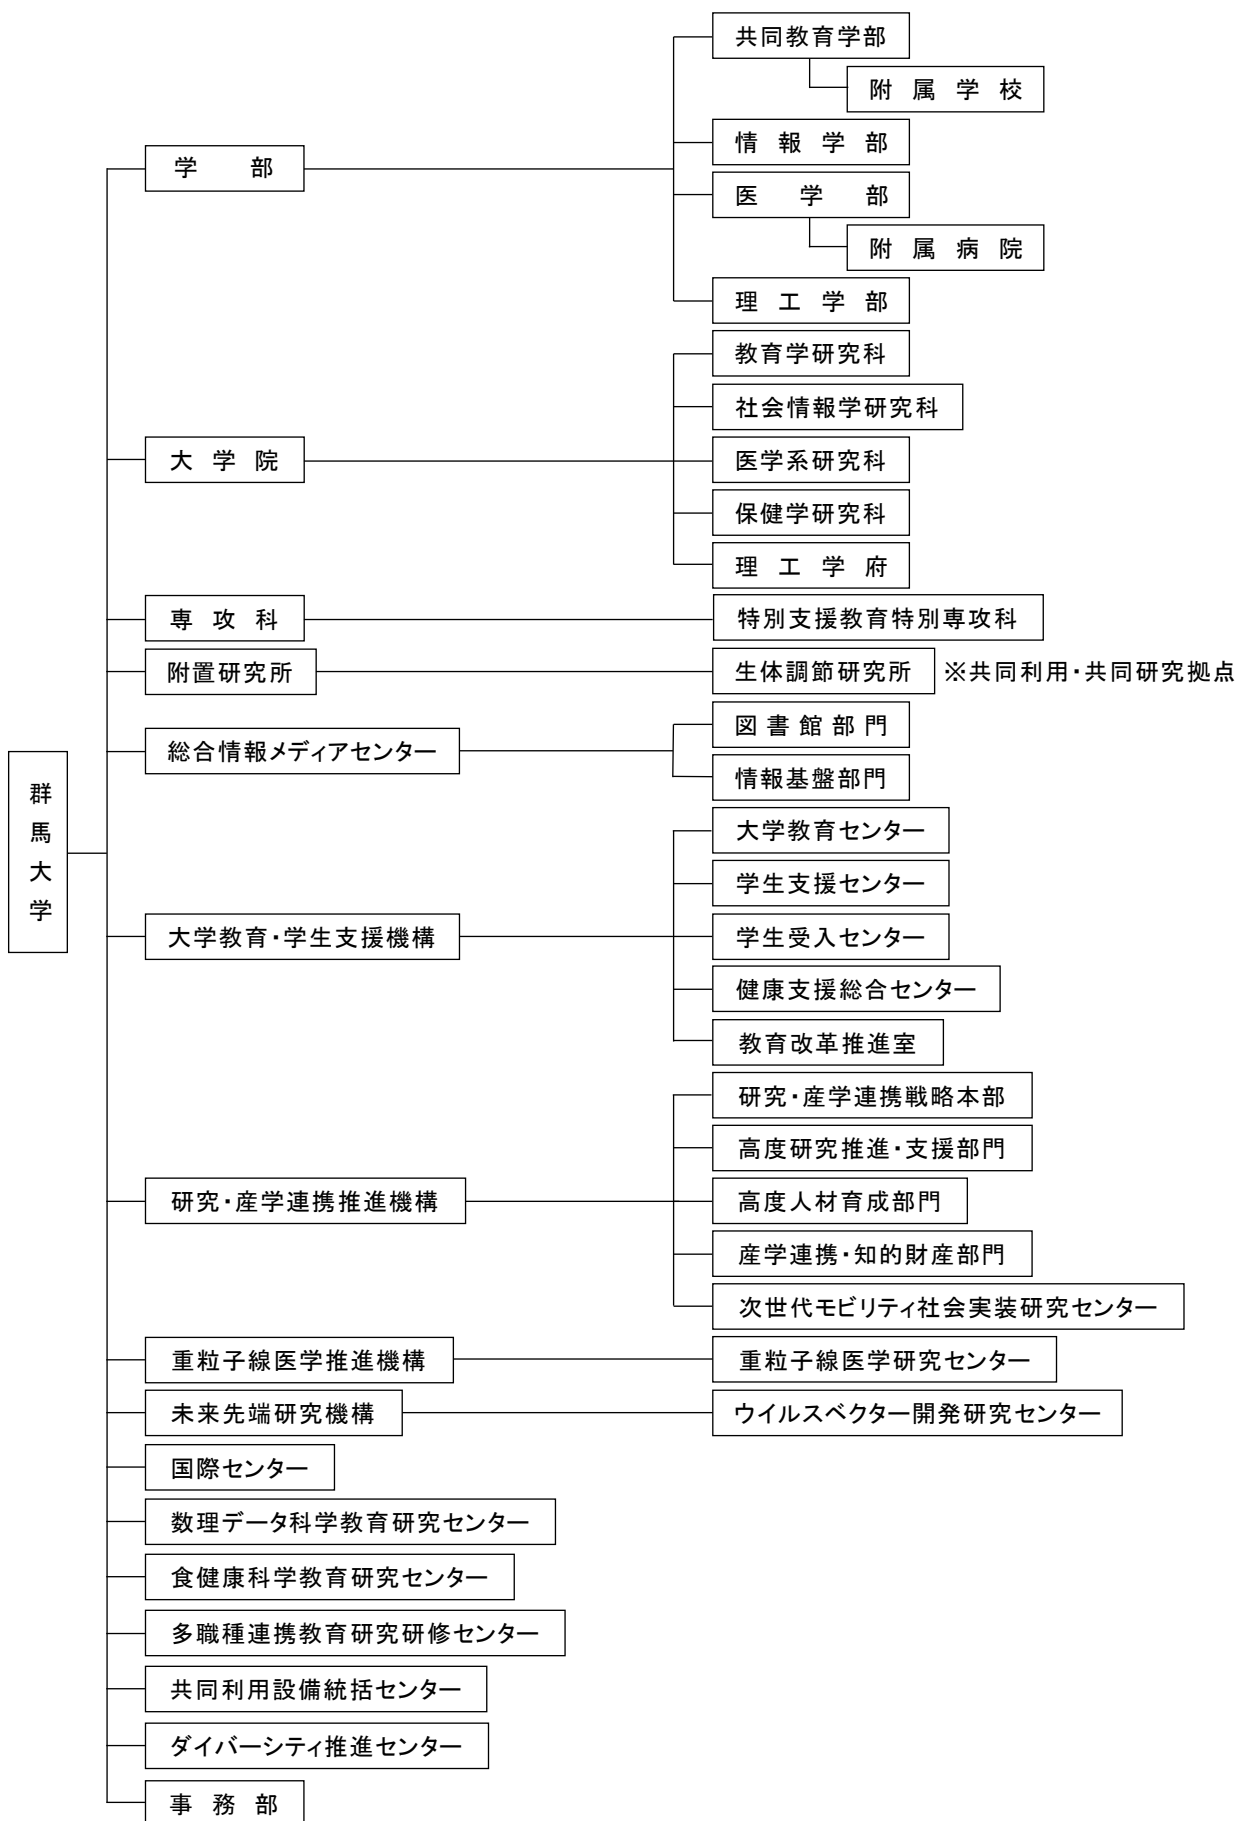 群馬大学
学部
共同教育学部
附属学校
情報学部
医学部
附属病院
理工学部
大学院
教育学研究科
社会情報学研究科
医学系研究科
保健学研究科
理工学府
専攻科
特別支援教育特別専攻科
附置研究所
生体調節研究所 ※共同利用・共同研究拠点
総合情報メディアセンター
図書館部門
情報基盤部門
大学教育・学生支援機構
大学教育センター
学生支援センター
学生受入センター
健康支援総合センター
教育改革推進室
研究・産学連携推進機構
研究・産学連携戦略本部
高度研究推進・支援部門
高度人材育成部門
産学連携・知的財産部門
次世代モビリティ社会実装研究センター
重粒子線医学推進機構
重粒子線医学研究センター
未来先端研究機構
ウイルスベクター開発研究センター
国際センター
数理データ科学教育研究センター
食健康科学教育研究センター
多職種連携教育研究研修センター
共同利用設備統括センター
ダイバーシティ推進センター
事務部